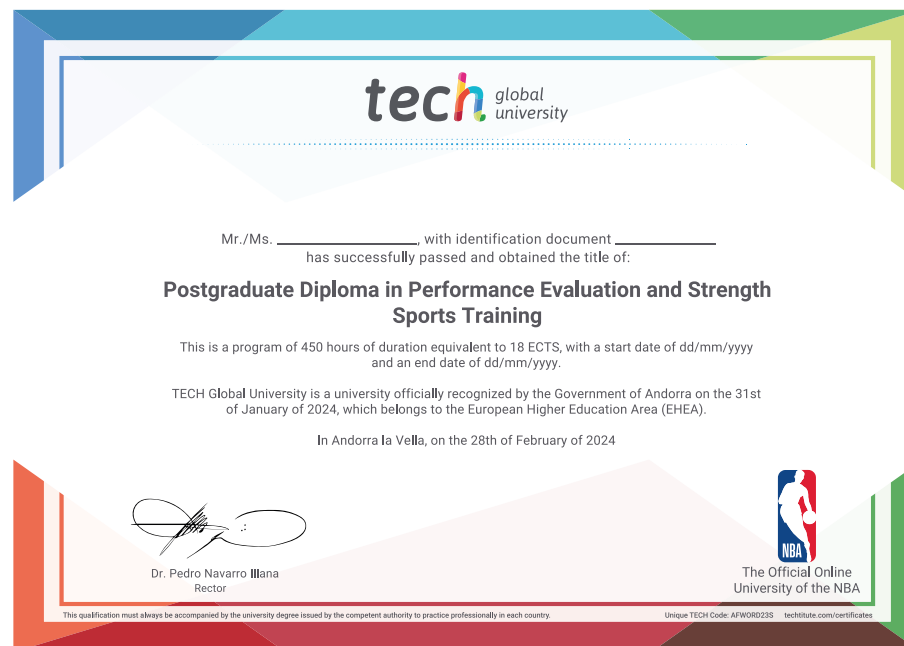 tech global university
Mr./Ms. ____________, with identification document ____________
has successfully passed and obtained the title of:
Postgraduate Diploma in Performance Evaluation and Strength
Sports Training
This is a program of 450 hours of duration equivalent to 18 ECTS, with a start date of dd/mm/yyyy
and an end date of dd/mm/yyyy.
TECH Global University is a university officially recognized by the Government of Andorra on the 31st
of January of 2024, which belongs to the European Higher Education Area (EHEA).
In Andorra la Vella, on the 28th of February of 2024
Dr. Pedro Navarro Illana
Rector
NBA
The Official Online
University of the NBA
This qualification must always be accompanied by the university degree issued by the competent authority to practice professionally in each country.
Unique TECH Code: AFWORD23S techtitute.com/certificates